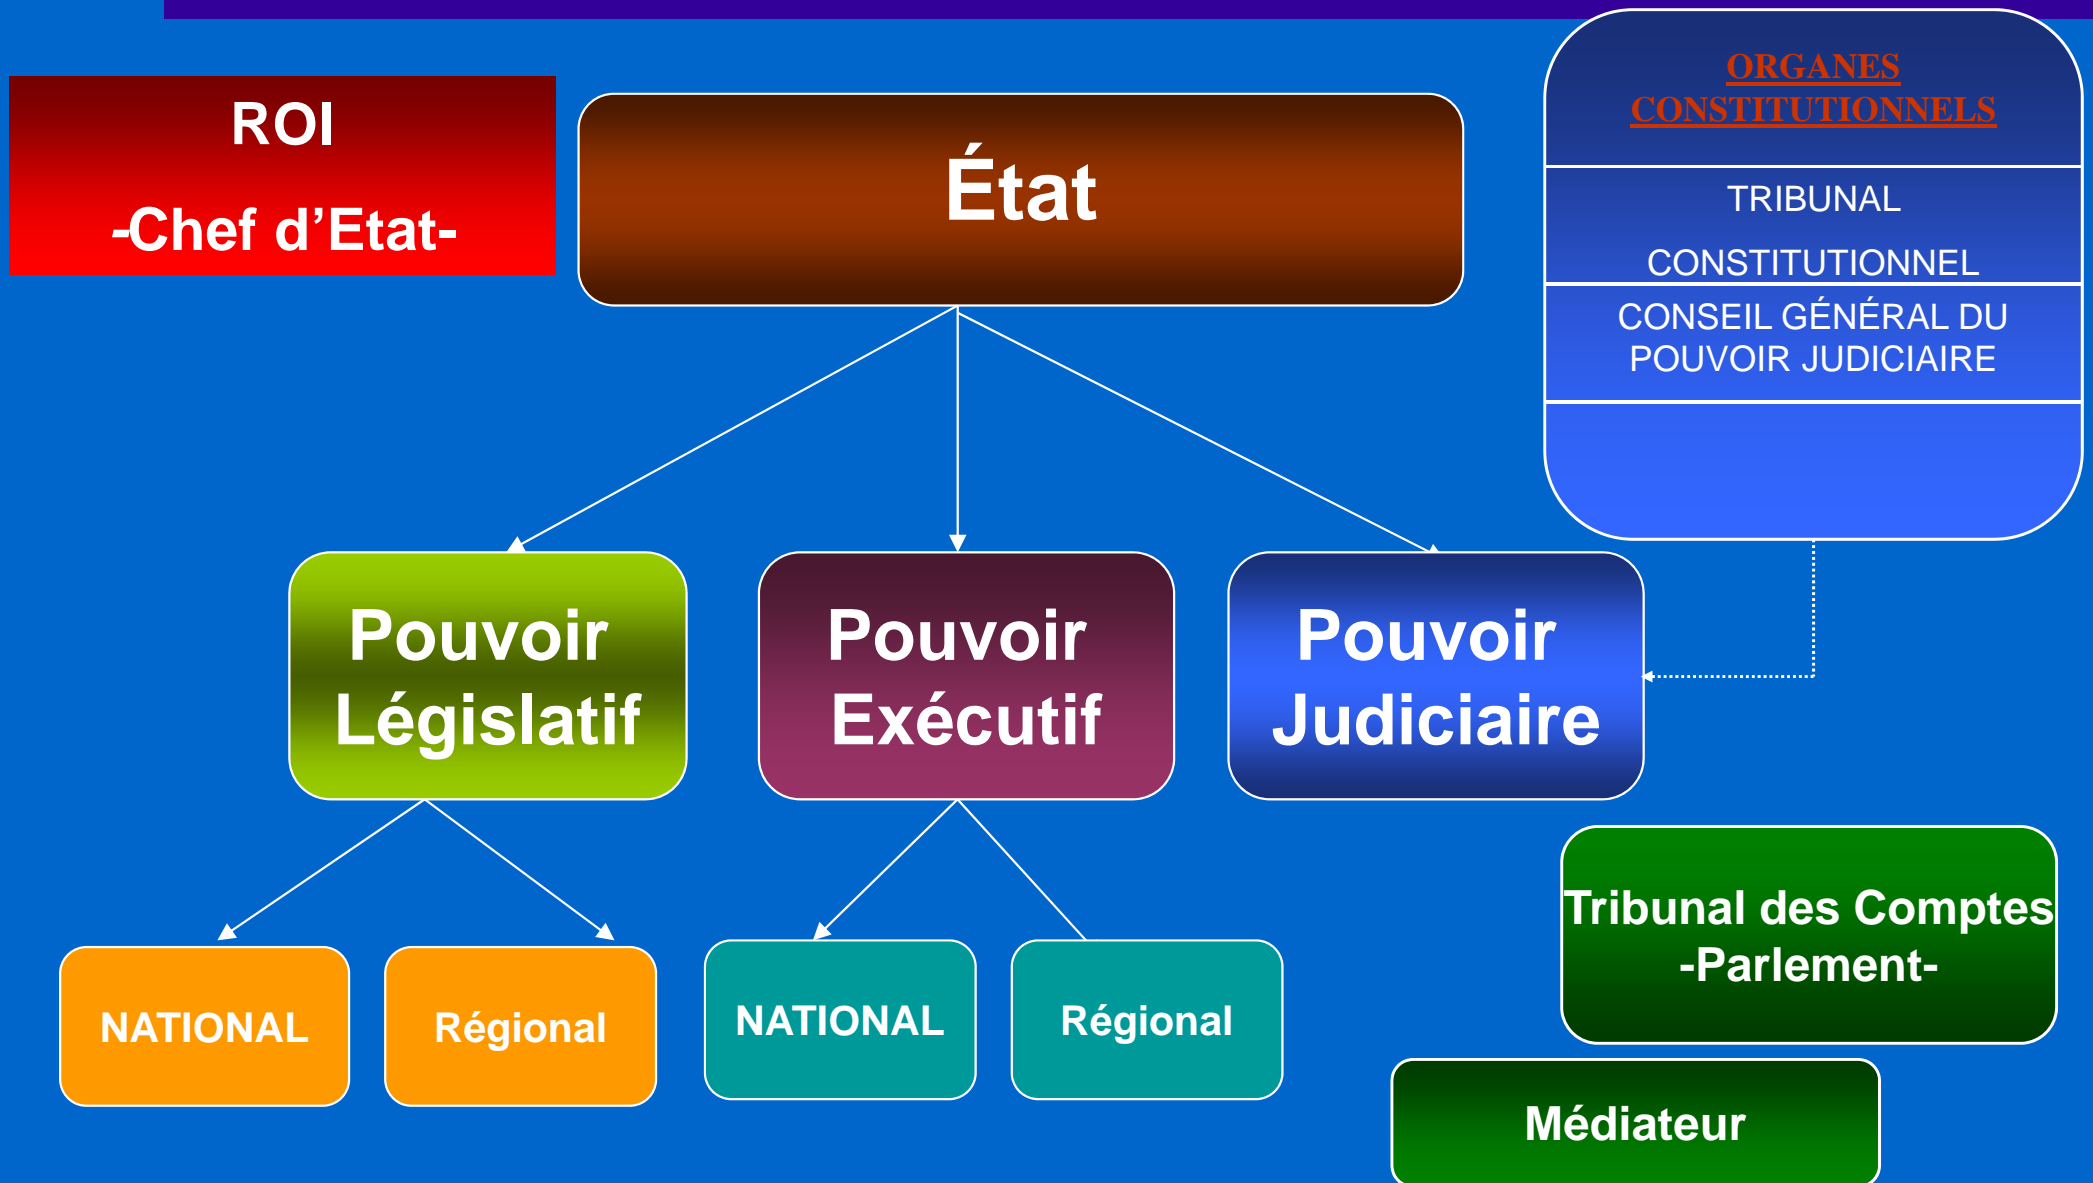 ROI
-Chef d’Etat-
État
ORGANES
CONSTITUTIONNELS
TRIBUNAL
CONSTITUTIONNEL
CONSEIL GÉNÉRAL DU
POUVOIR JUDICIAIRE
Pouvoir
Législatif
Pouvoir
Exécutif
Pouvoir
Judiciaire
NATIONAL
Régional
NATIONAL
Régional
Tribunal des Comptes
-Parlement-
Médiateur